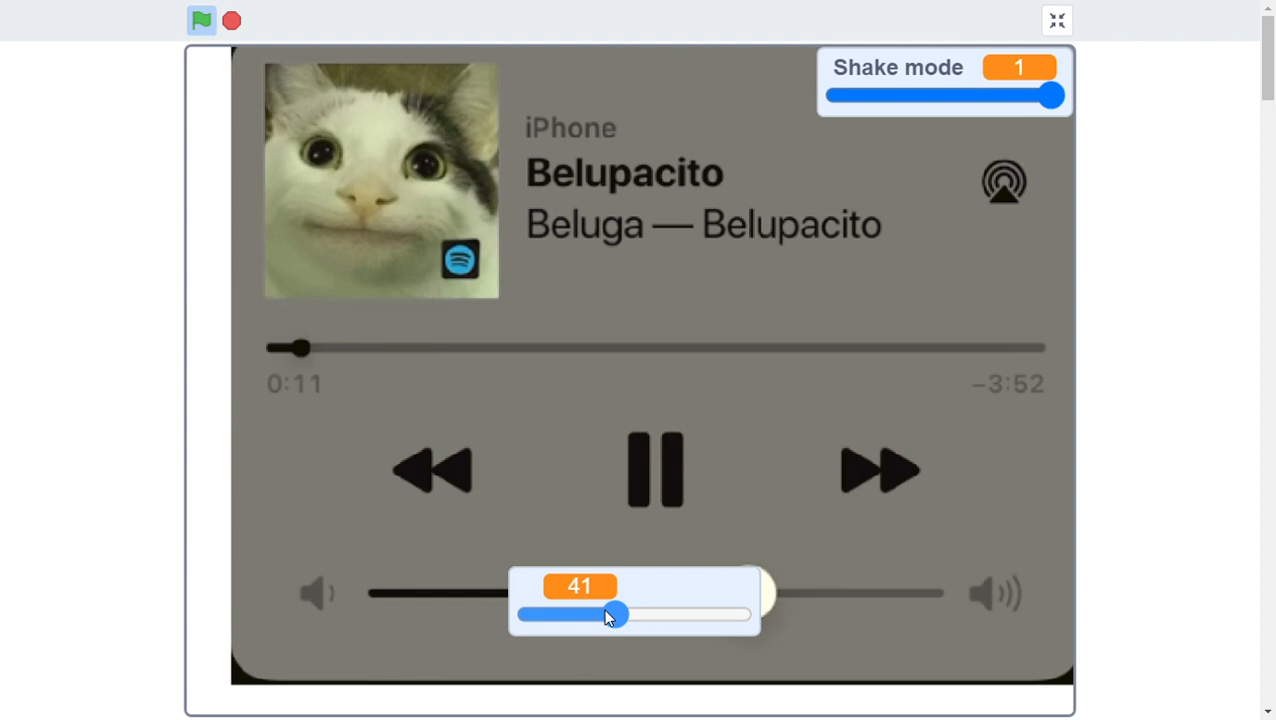 Shake mode 1
iPhone
Belupacito
Beluga — Belupacito
0:11
−3:52
41